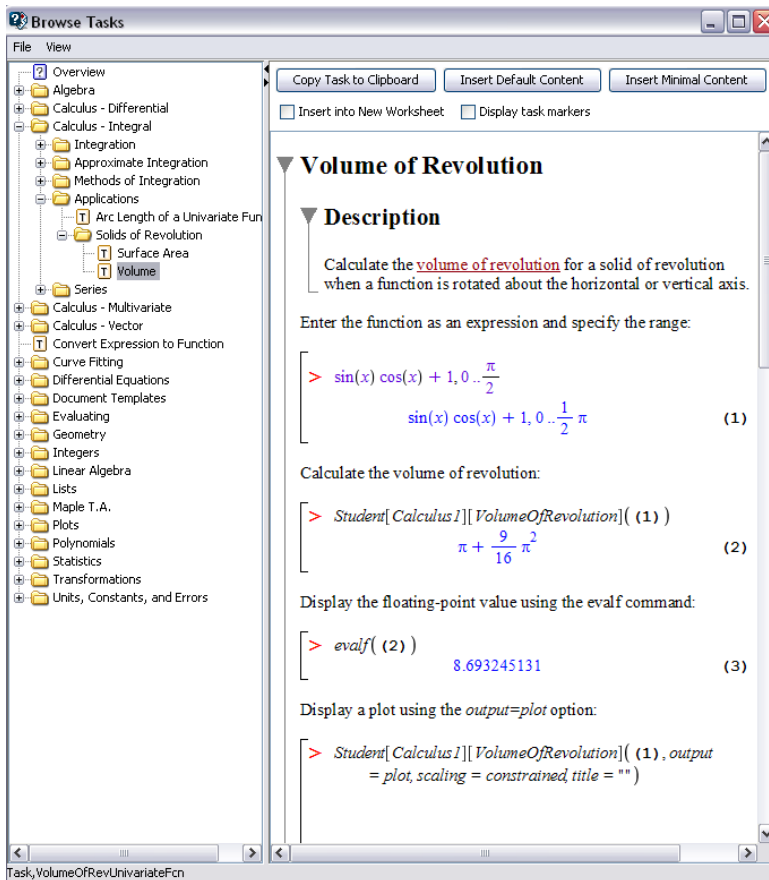 Browse Tasks
File View
Overview
Algebra
Calculus - Differential
Calculus - Integral
Integration
Approximate Integration
Methods of Integration
Applications
Arc Length of a Univariate Fun
Solids of Revolution
Surface Area
Volume
Series
Calculus - Multivariate
Calculus - Vector
Convert Expression to Function
Curve Fitting
Differential Equations
Document Templates
Evaluating
Geometry
Integers
Linear Algebra
Lists
Maple T.A.
Plots
Polynomials
Statistics
Transformations
Units, Constants, and Errors
Copy Task to Clipboard Insert Default Content Insert Minimal Content
Insert into New Worksheet Display task markers
Volume of Revolution
Description
Calculate the volume of revolution for a solid of revolution
when a function is rotated about the horizontal or vertical axis.
Enter the function as an expression and specify the range:
> sin(x) cos(x) + 1, 0 .. π/2
sin(x) cos(x) + 1, 0 .. 1/2 π (1)
Calculate the volume of revolution:
> Student[Calculus1][VolumeOfRevolution]( (1) )
π + 9/16 π² (2)
Display the floating-point value using the evalf command:
> evalf( (2) )
8.693245131 (3)
Display a plot using the output=plot option:
> Student[Calculus1][VolumeOfRevolution]( (1), output
= plot, scaling = constrained, title = "" )
Task,VolumeOfRevUnivariateFcn